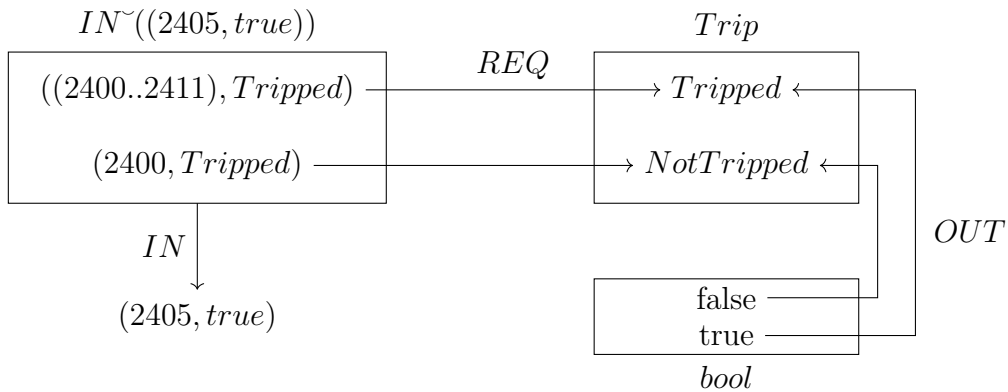 IN˘((2405, true))
Trip
((2400..2411), Tripped)
REQ
Tripped
(2400, Tripped)
NotTripped
IN
OUT
(2405, true)
false
true
bool